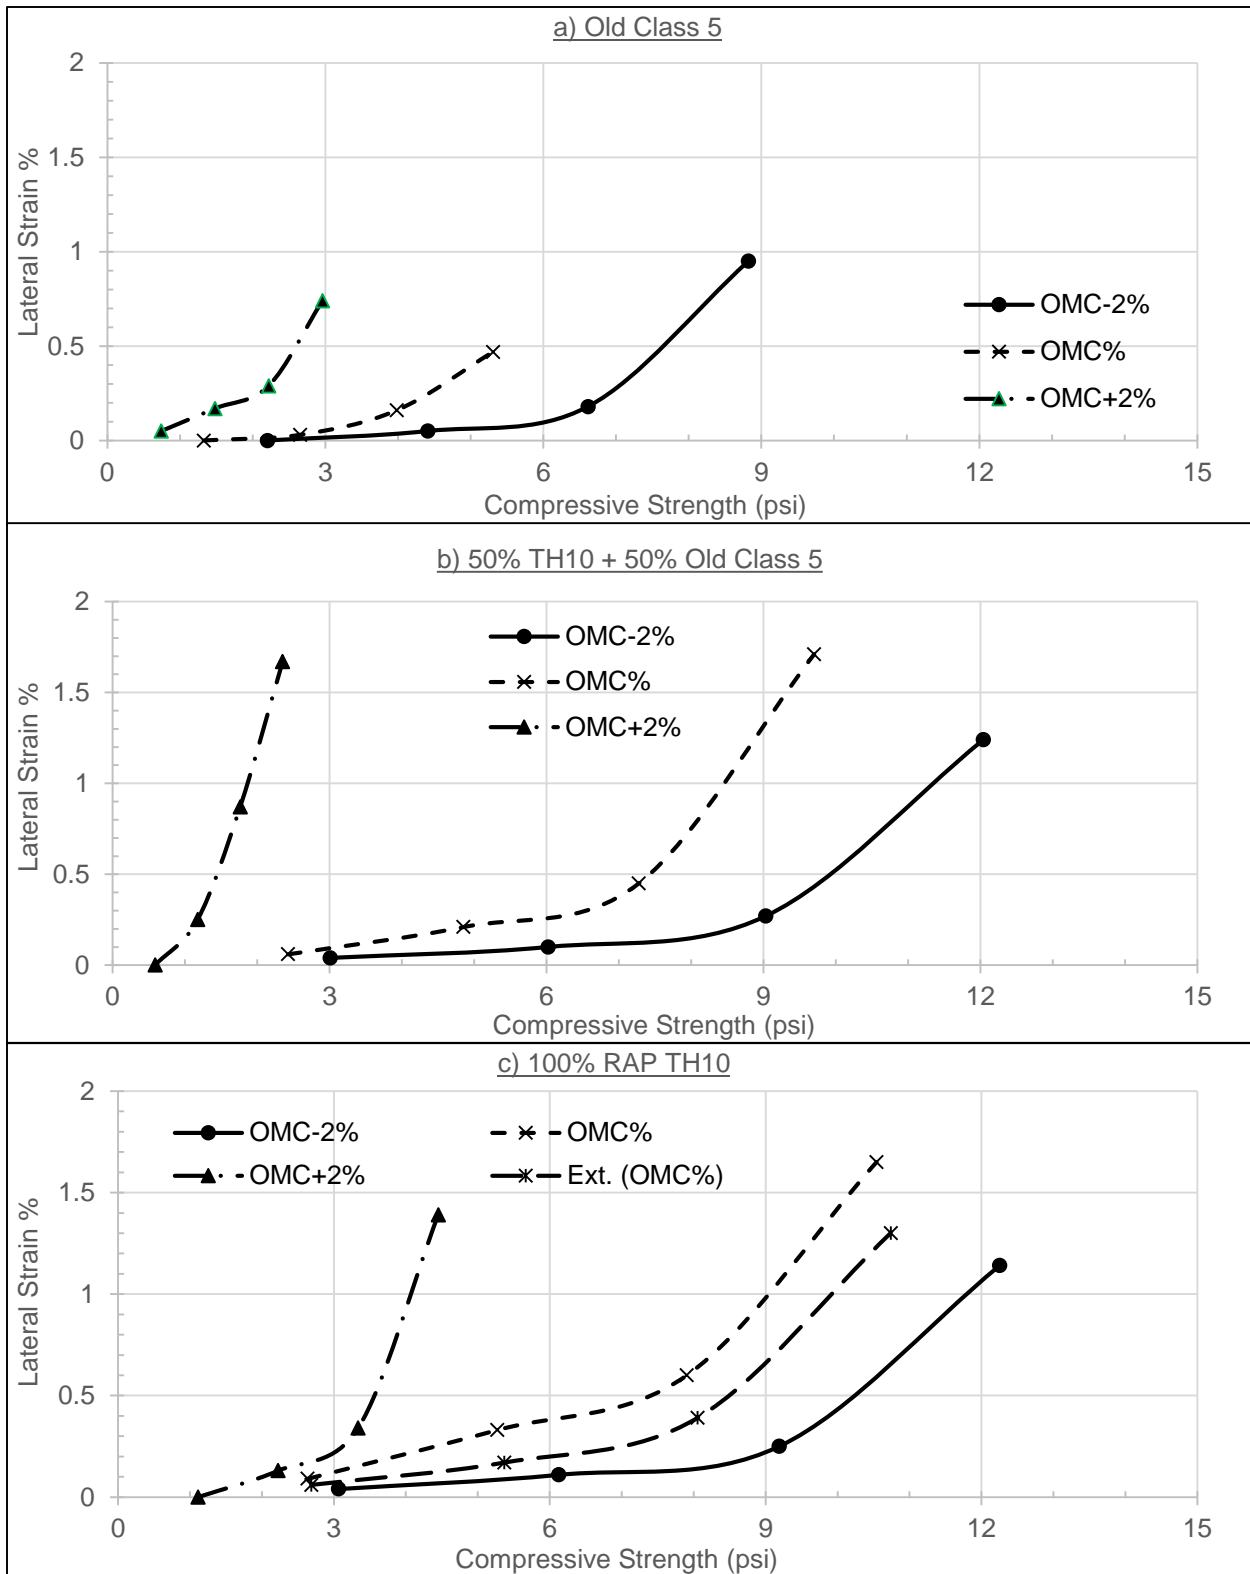 a) Old Class 5
2
1.5
1
0.5
0
Lateral Strain %
OMC-2%
OMC%
OMC+2%
0 3 6 9 12 15
Compressive Strength (psi)
b) 50% TH10 + 50% Old Class 5
2
1.5
1
0.5
0
Lateral Strain %
OMC-2%
OMC%
OMC+2%
0 3 6 9 12 15
Compressive Strength (psi)
c) 100% RAP TH10
2
1.5
1
0.5
0
Lateral Strain %
OMC-2% OMC%
OMC+2% Ext. (OMC%)
0 3 6 9 12 15
Compressive Strength (psi)